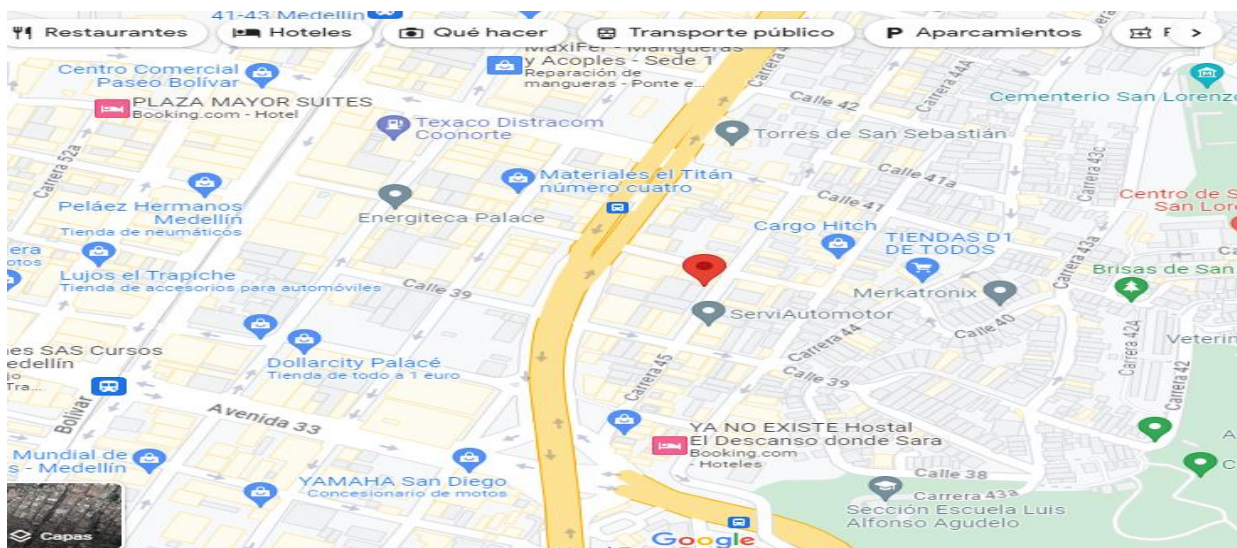 41-43 Medellín
Restaurantes
Hoteles
Qué hacer
Transporte público
P Aparcamientos
MaxiFer - Mangueras
y Acoples - Sede 1
Reparación de
mangueras - Ponte e...
Carrera 44A
Centro Comercial
Paseo Bolívar
Calle 42
Cementerio San Lorenzo
PLAZA MAYOR SUITES
Booking.com - Hotel
Texaco Distracom
Coonorte
Torres de San Sebastián
Carrera 43c
Carrera 52a
Materiales el Titán
número cuatro
Calle 41a
Calle 41
Centro de S
San Lor
Peláez Hermanos
Medellín
Tienda de neumáticos
Energiteca Palace
Cargo Hitch
TIENDAS D1
DE TODOS
Carrera 43a
era
otos
Lujos el Trapiche
Tienda de accesorios para automóviles
Calle 39
Brisas de San
Merkatronix
ServiAutomotor
Calle 40
Carrera 44
Carrera 45
Carrera 42A
Veterin
nes SAS Cursos
edellín
Tra...
Dollarcity Palacé
Tienda de todo a 1 euro
Calle 39
Carrera 42
Bolívar
Avenida 33
YA NO EXISTE Hostal
El Descanso donde Sara
Booking.com
- Hoteles
Mundial de
s - Medellín
YAMAHA San Diego
Concesionario de motos
Calle 38
Carrera 43a
Sección Escuela Luis
Alfonso Agudelo
Capas
Google